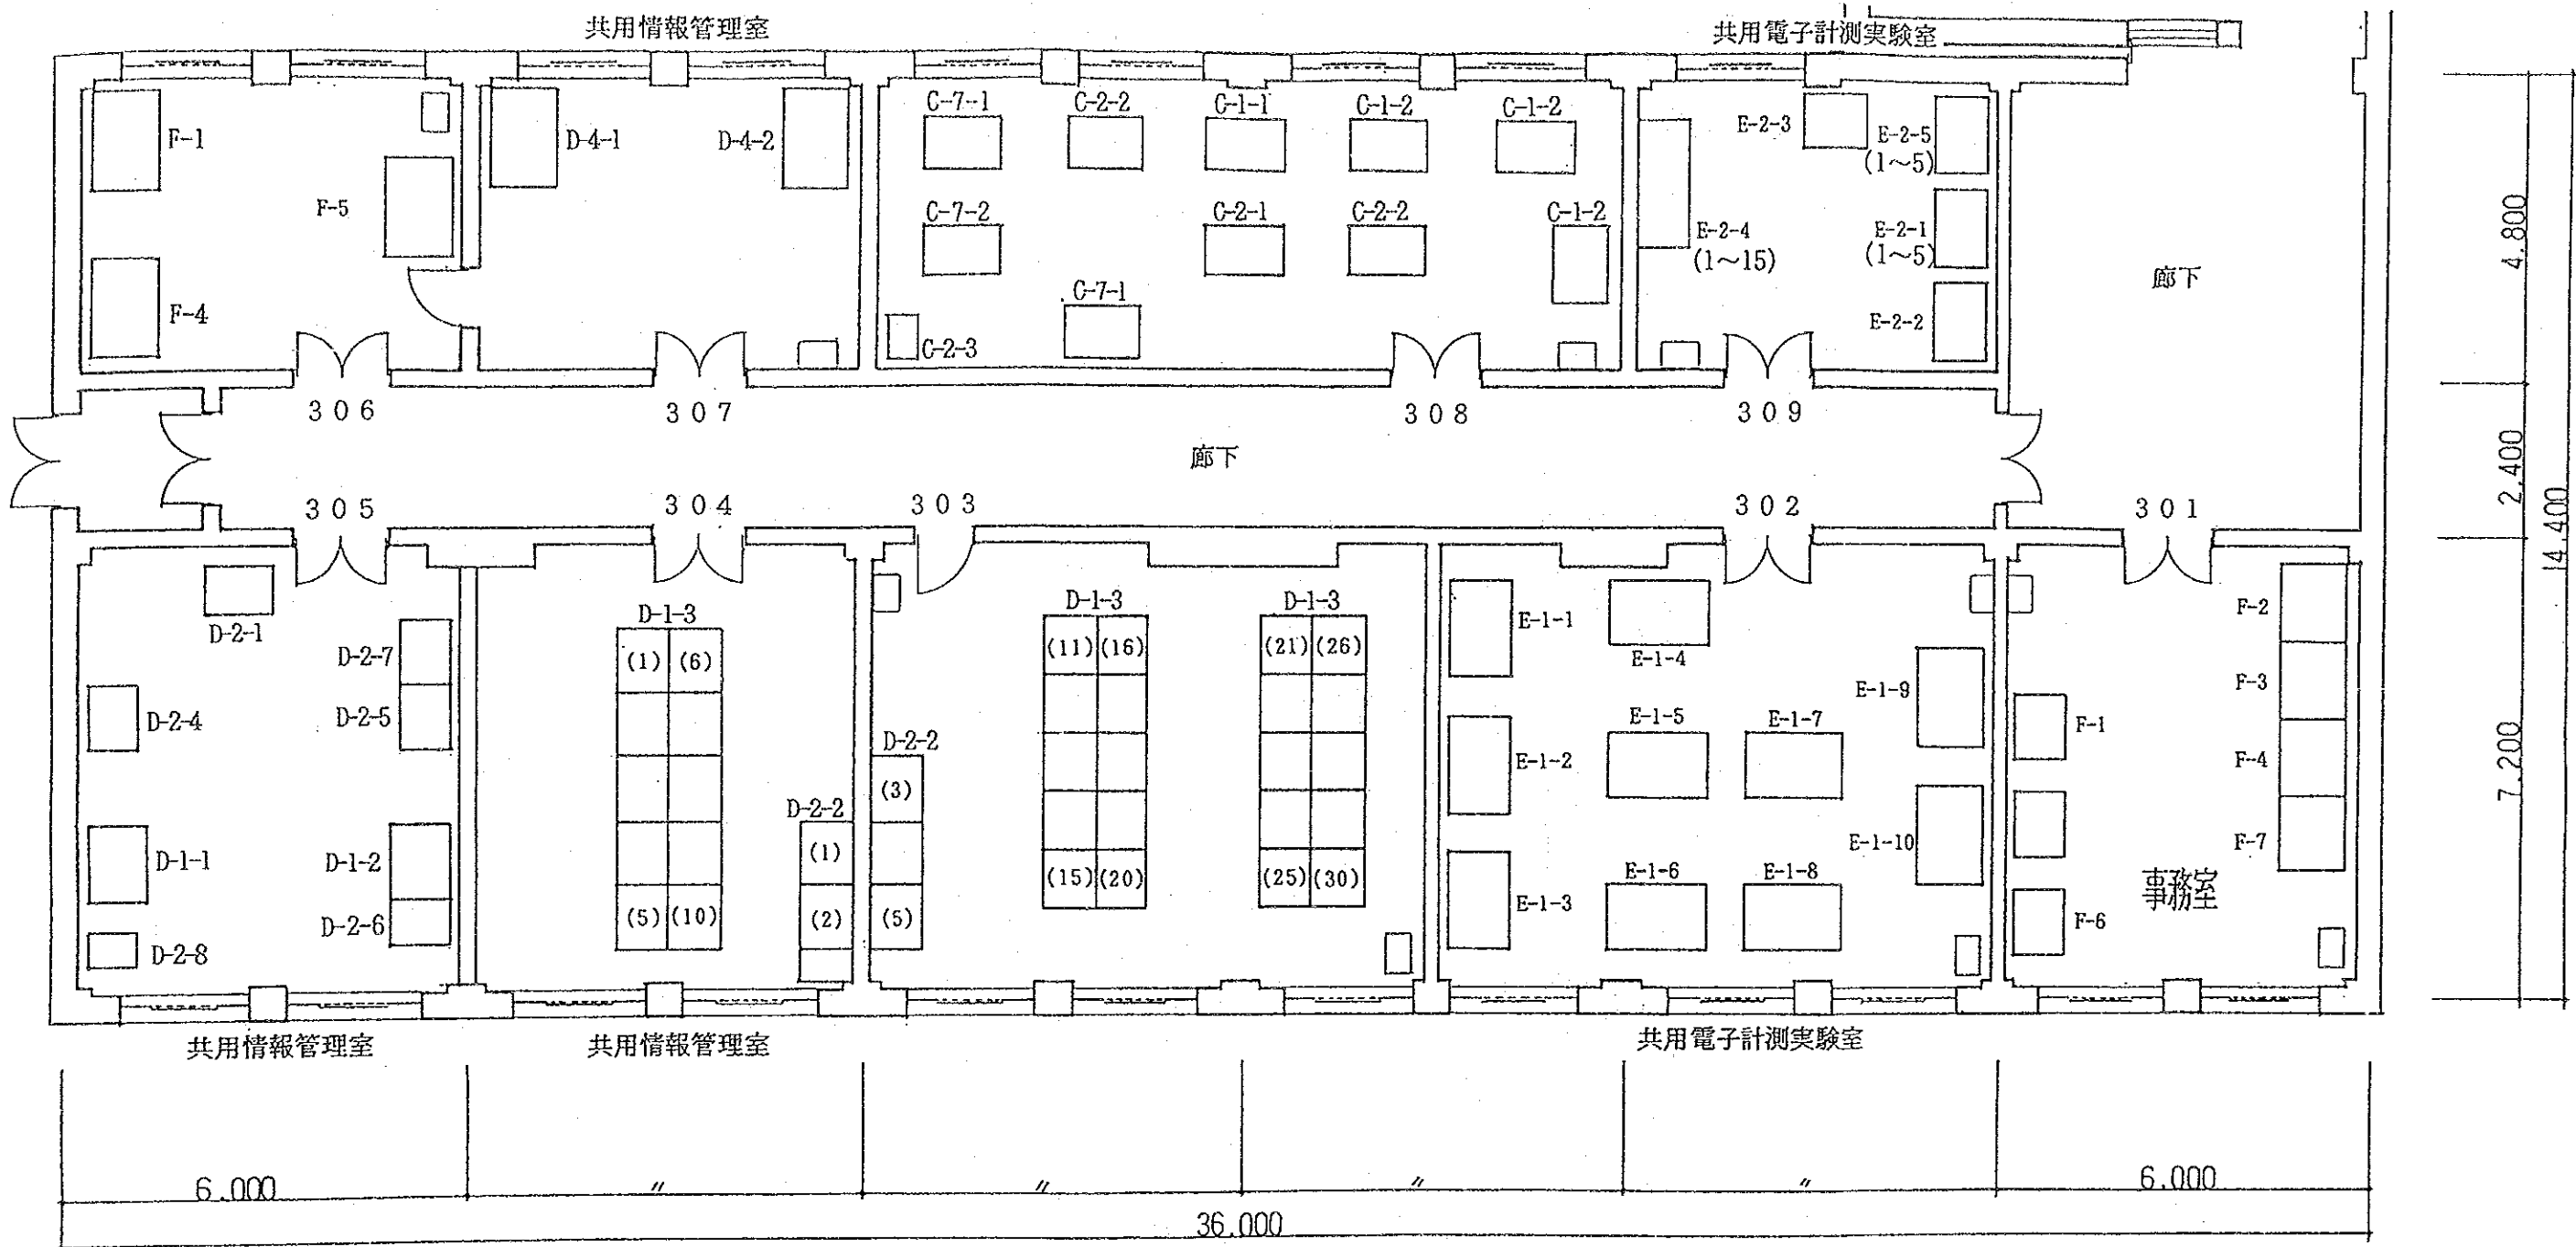 共用情報管理室
共用電子計測実験室
F-1
F-5
F-4
D-4-1
D-4-2
C-7-1
C-2-2
C-1-1
C-1-2
C-1-2
C-7-2
C-2-1
C-2-2
C-1-2
C-7-1
C-2-3
E-2-3
E-2-5
(1〜5)
E-2-4
(1〜15)
E-2-1
(1〜5)
E-2-2
廊下
4.800
2.400
14.400
7.200
306
307
308
309
廊下
305
304
303
302
301
D-2-1
D-2-7
D-2-4
D-2-5
D-1-1
D-1-2
D-2-6
D-2-8
D-1-3
(1)
(6)
(5)
(10)
D-2-2
(1)
(2)
D-2-2
(3)
(5)
D-1-3
(11)
(16)
(15)
(20)
D-1-3
(21)
(26)
(25)
(30)
E-1-1
E-1-4
E-1-2
E-1-5
E-1-7
E-1-9
E-1-3
E-1-6
E-1-8
E-1-10
F-2
F-3
F-1
F-4
F-7
F-6
事務室
共用情報管理室
共用情報管理室
共用電子計測実験室
6.000
〃
〃
〃
〃
6.000
36.000